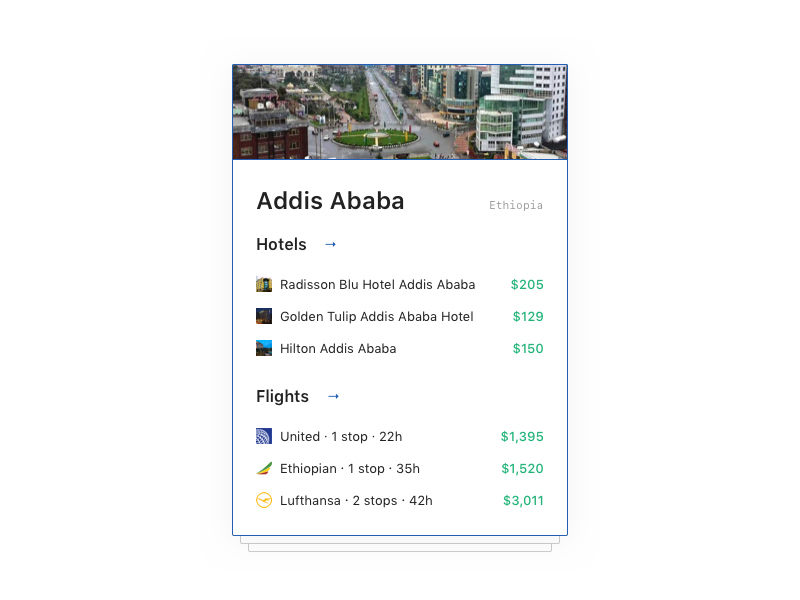 Addis Ababa Ethiopia
Hotels →
Radisson Blu Hotel Addis Ababa $205
Golden Tulip Addis Ababa Hotel $129
Hilton Addis Ababa $150
Flights →
United · 1 stop · 22h $1,395
Ethiopian · 1 stop · 35h $1,520
Lufthansa · 2 stops · 42h $3,011